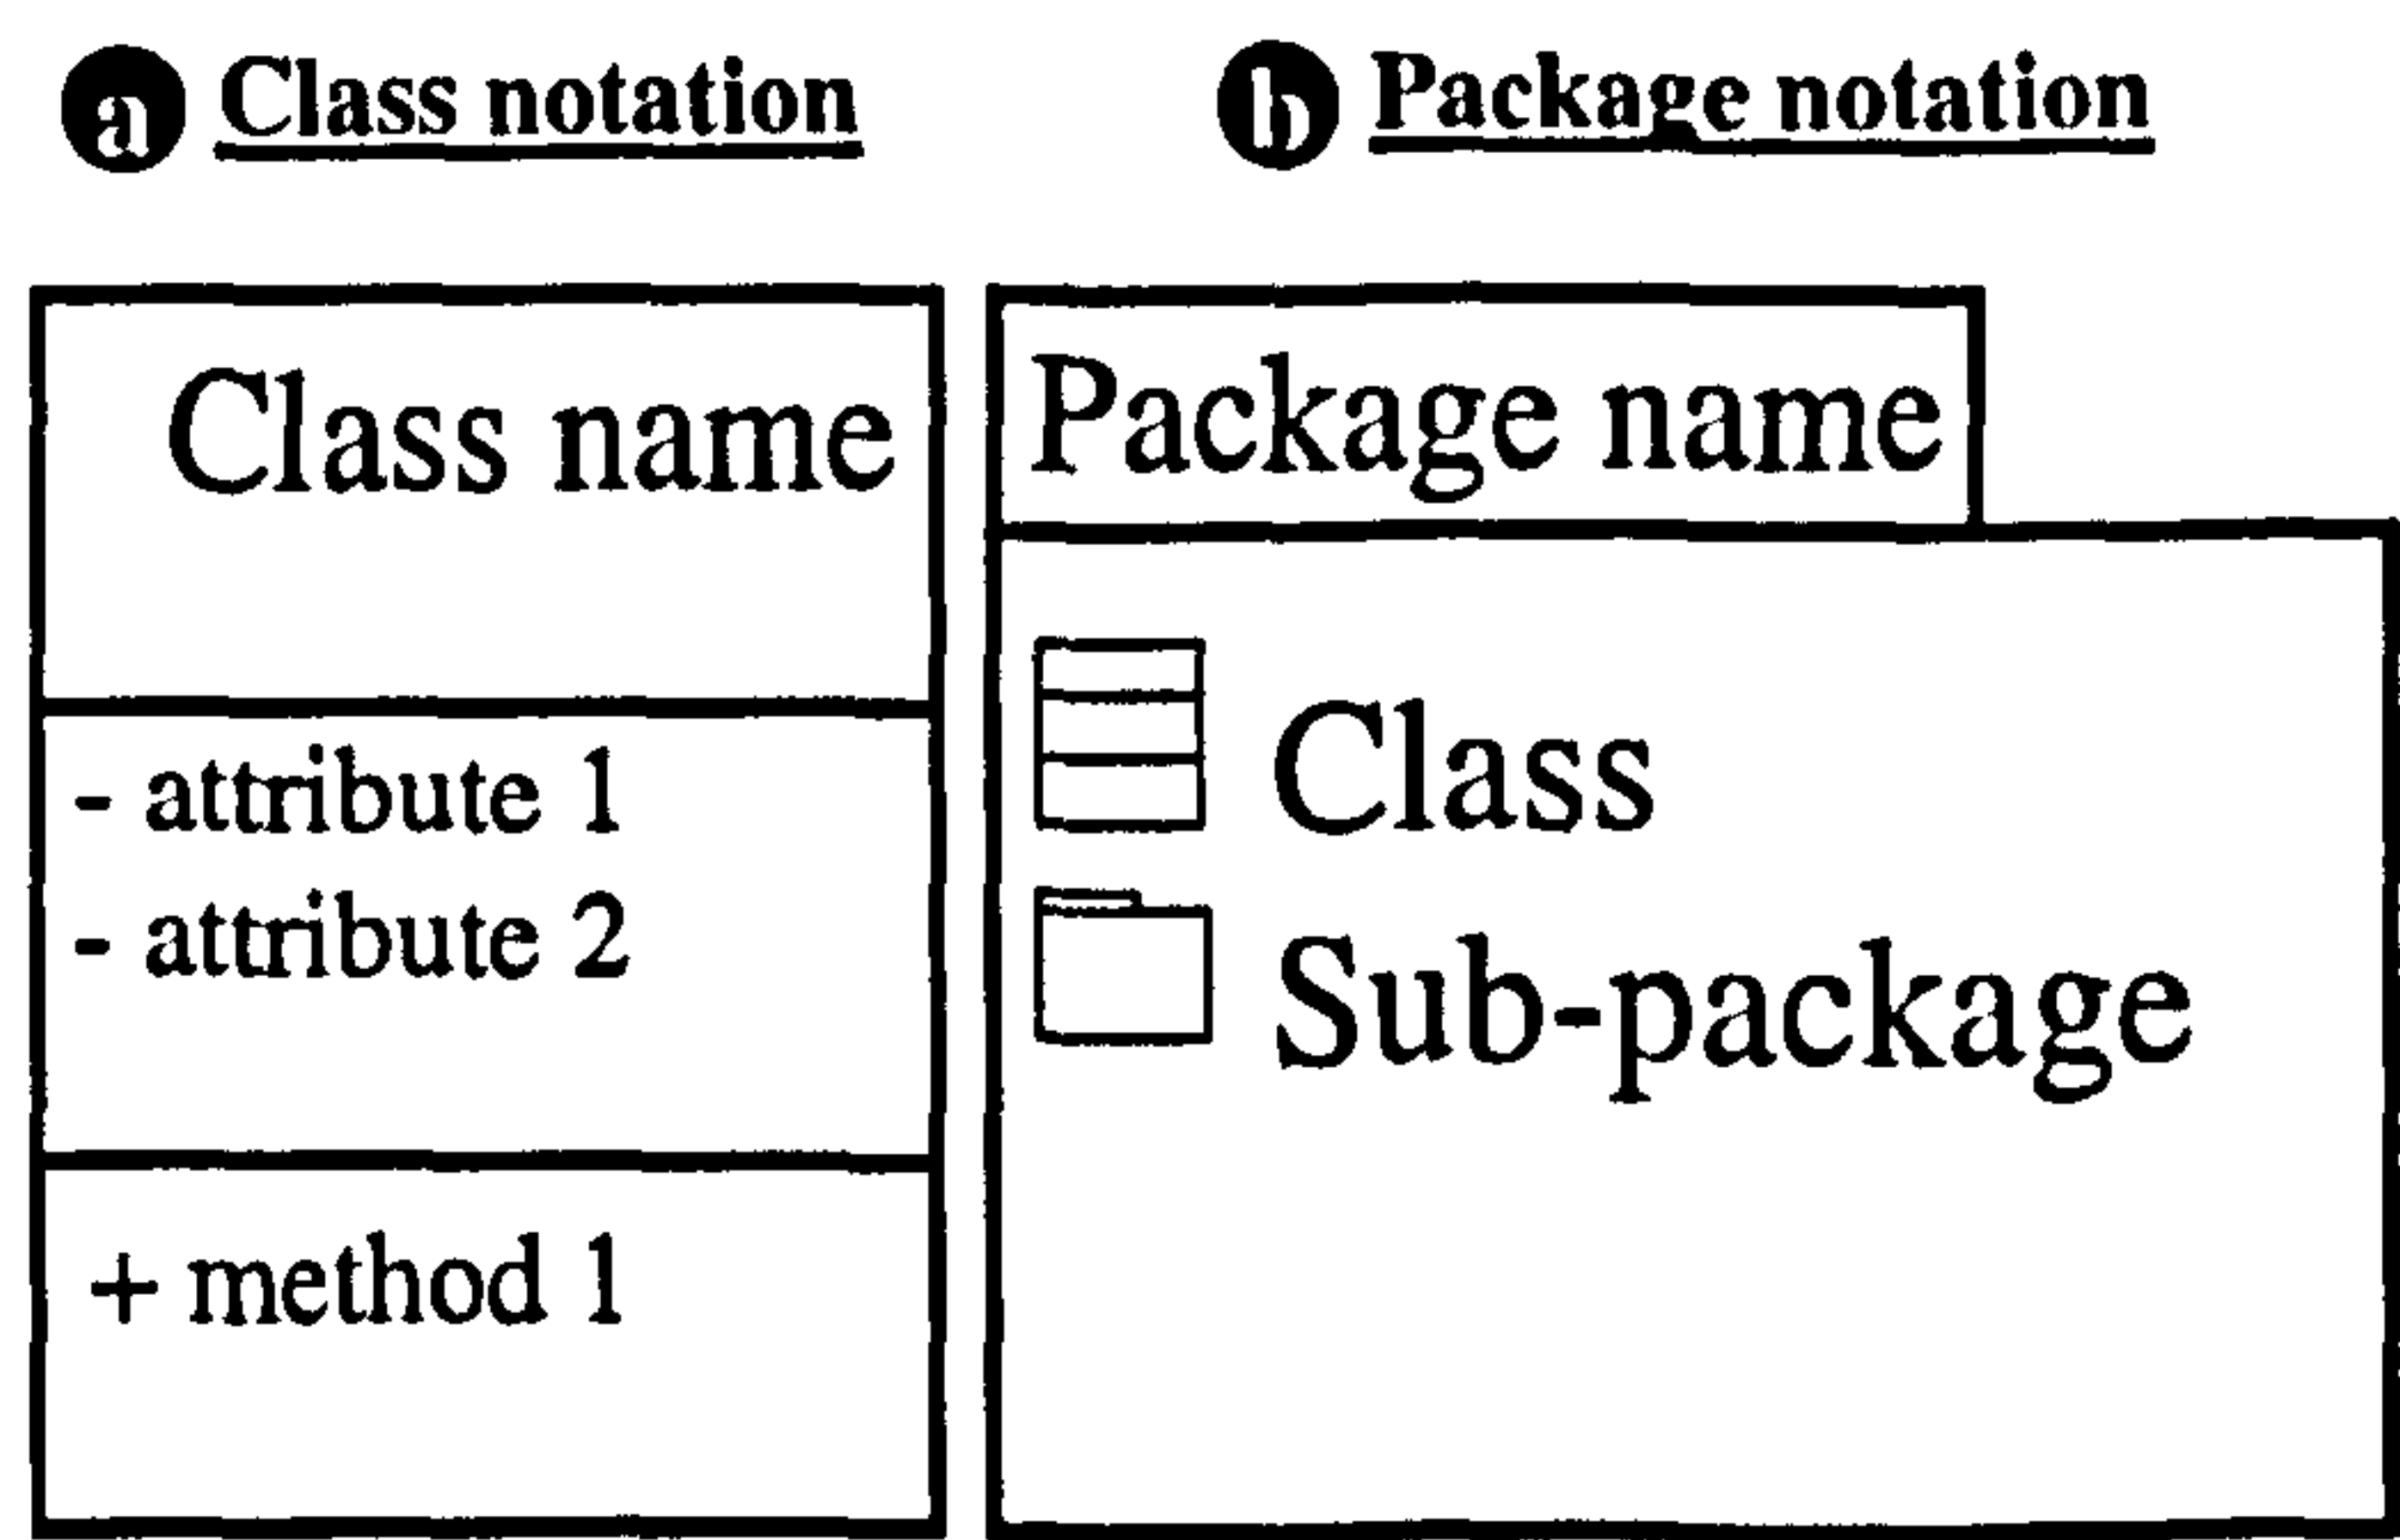 a Class notation
Class name
- attribute 1
- attribute 2
+ method 1
b Package notation
Package name
Class
Sub-package